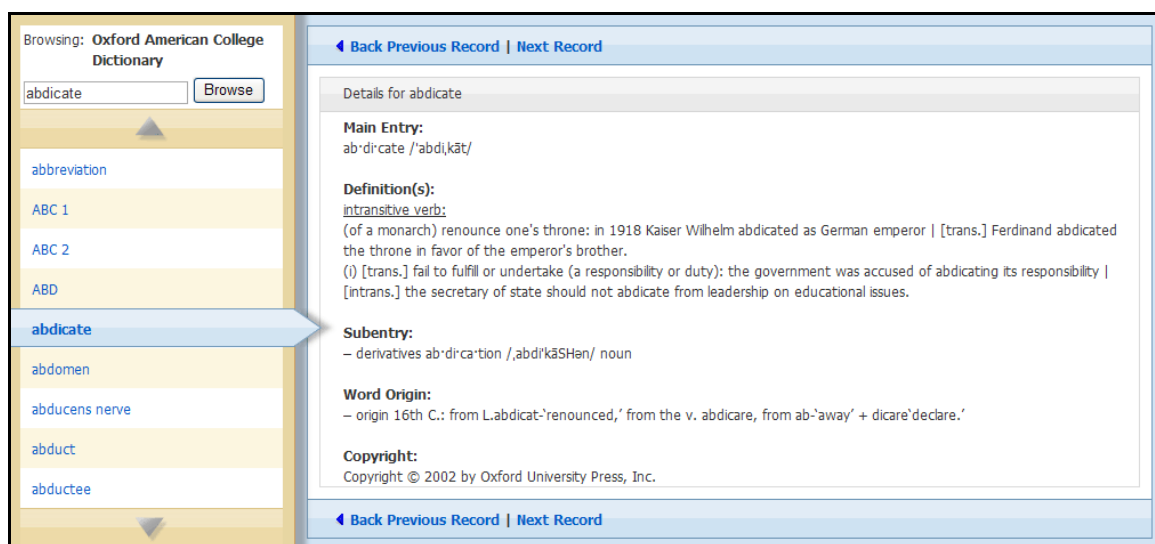 Browsing: Oxford American College
Dictionary
abdicate Browse
abbreviation
ABC 1
ABC 2
ABD
abdicate
abdomen
abducens nerve
abduct
abductee
Back Previous Record | Next Record
Details for abdicate
Main Entry:
ab·di·cate /'abdi,kāt/
Definition(s):
intransitive verb:
(of a monarch) renounce one's throne: in 1918 Kaiser Wilhelm abdicated as German emperor | [trans.] Ferdinand abdicated
the throne in favor of the emperor's brother.
(i) [trans.] fail to fulfill or undertake (a responsibility or duty): the government was accused of abdicating its responsibility |
[intrans.] the secretary of state should not abdicate from leadership on educational issues.
Subentry:
– derivatives ab·di·ca·tion /,abdi'kāSHən/ noun
Word Origin:
– origin 16th C.: from L.abdicat-‘renounced,’ from the v. abdicare, from ab-‘away’ + dicare‘declare.’
Copyright:
Copyright © 2002 by Oxford University Press, Inc.
Back Previous Record | Next Record